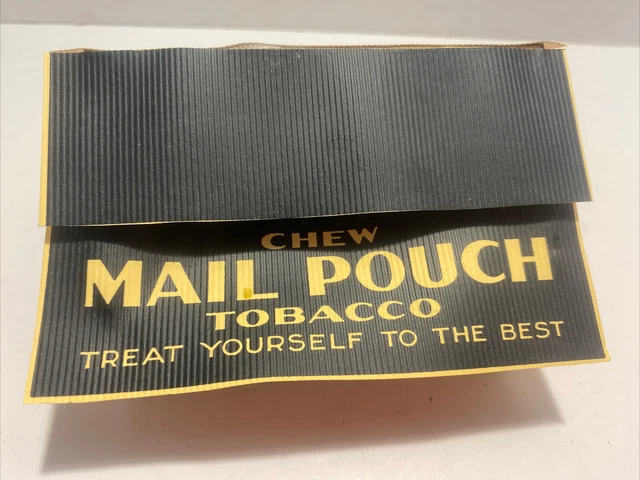 CHEW
MAIL POUCH
TOBACCO
TREAT YOURSELF TO THE BEST